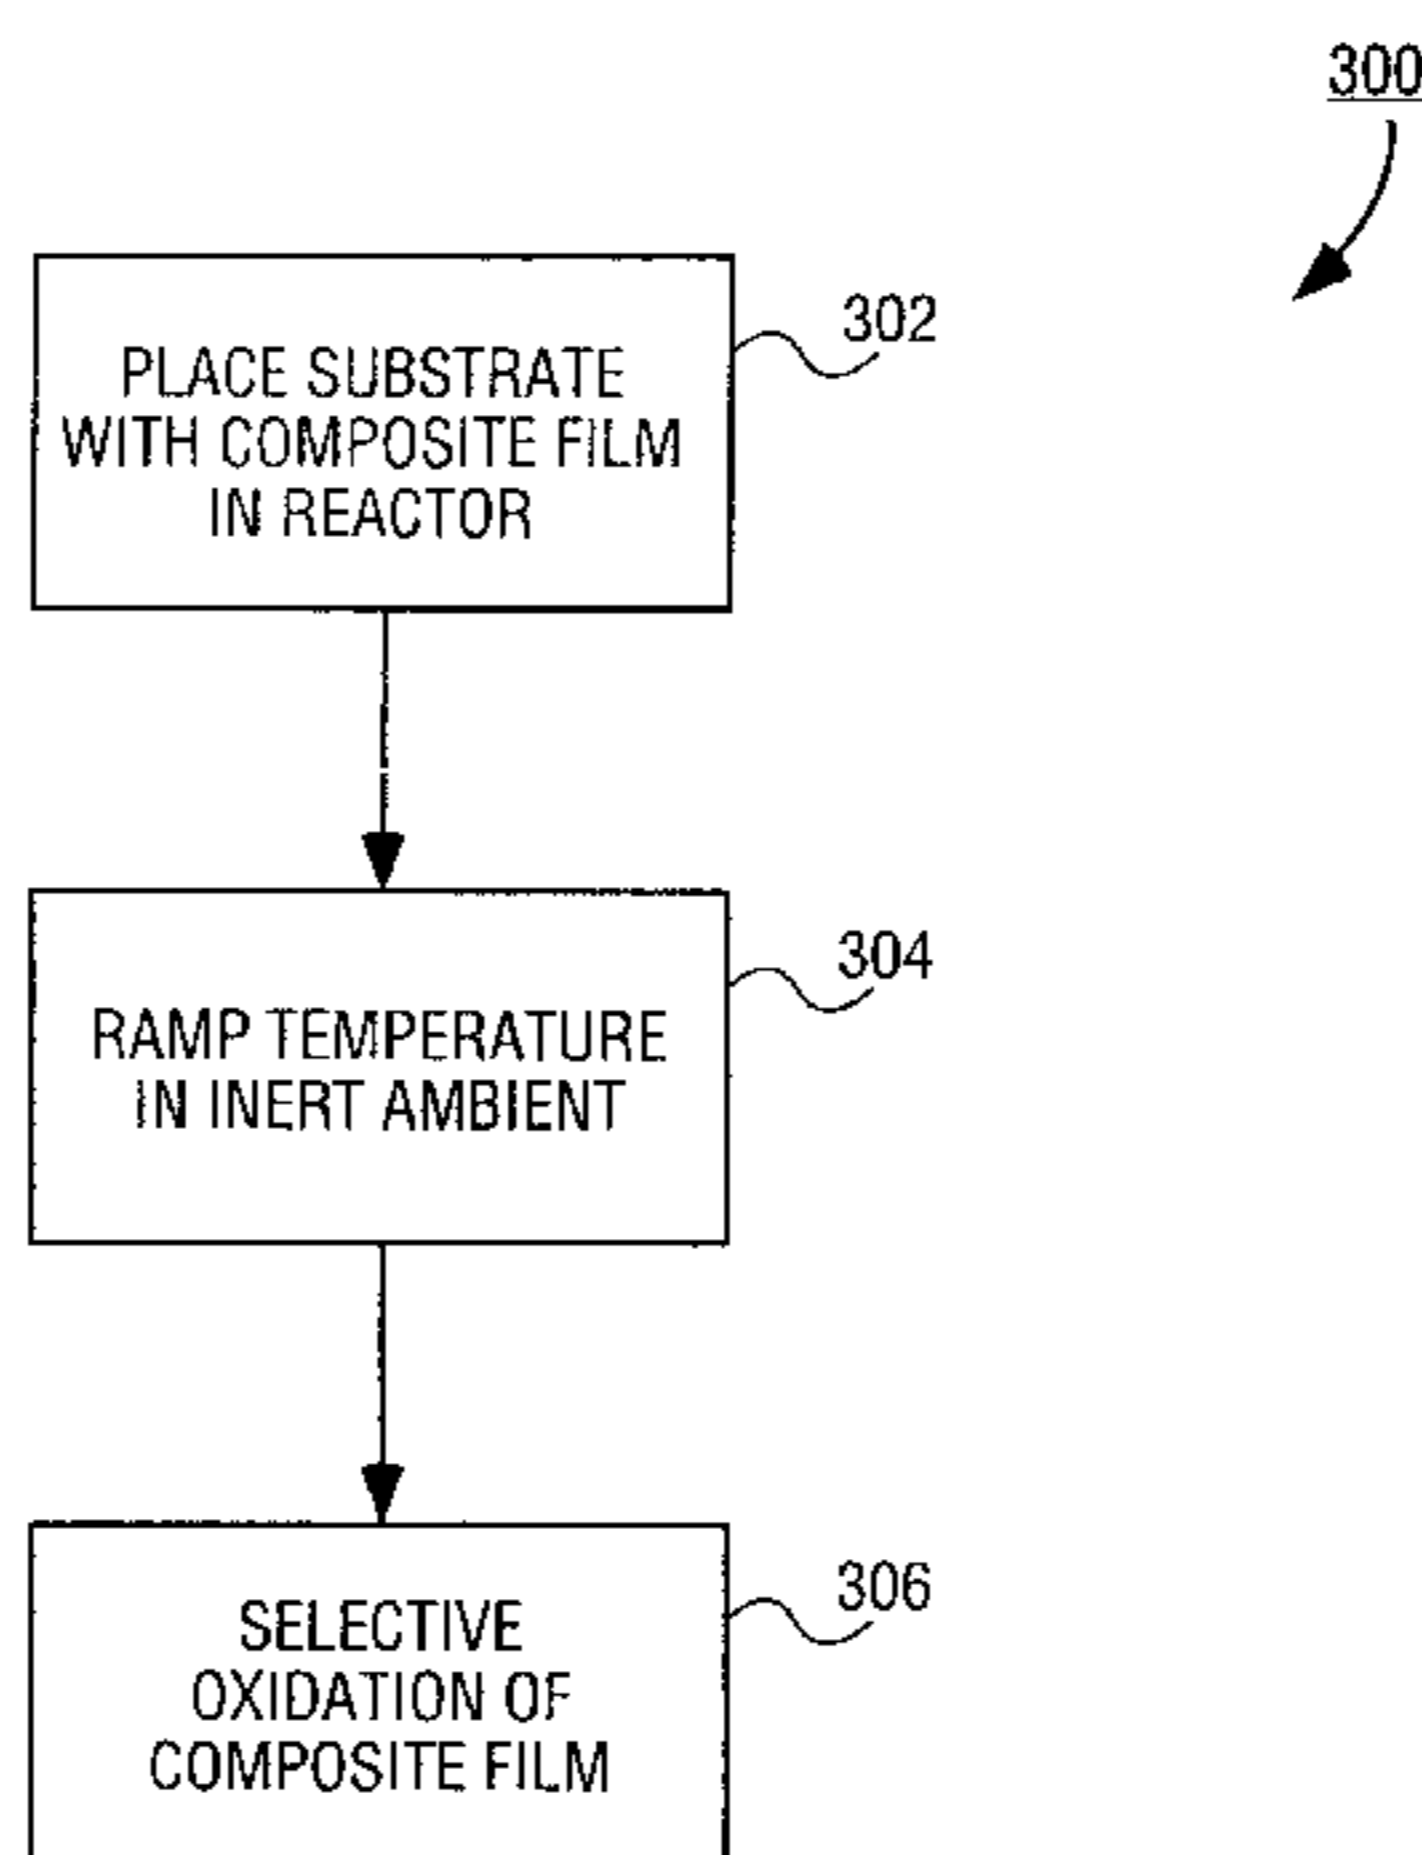 300
302
PLACE SUBSTRATE
WITH COMPOSITE FILM
IN REACTOR
304
RAMP TEMPERATURE
IN INERT AMBIENT
306
SELECTIVE
OXIDATION OF
COMPOSITE FILM